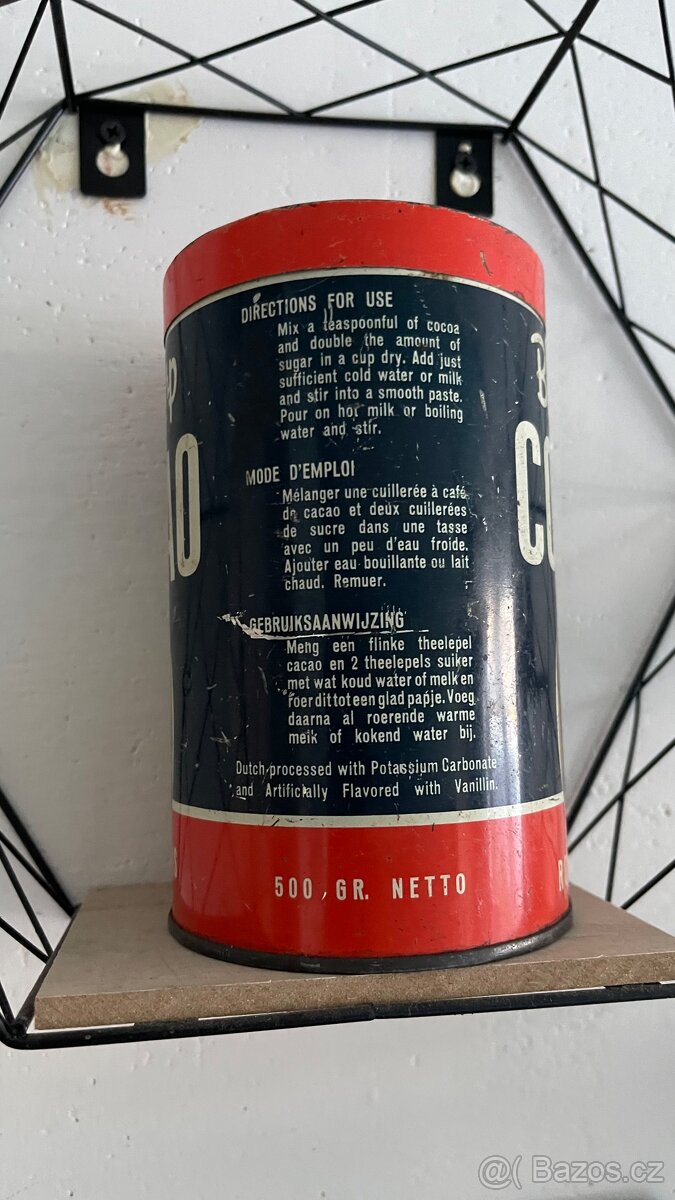 DIRECTIONS FOR USE
Mix a teaspoonful of cocoa
and double the amount of
sugar in a cup dry. Add just
sufficient cold water or milk
and stir into a smooth paste.
Pour on hot milk or boiling
water and stir.
MODE D'EMPLOI
Mélanger une cuillerée à café
de cacao et deux cuillerées
de sucre dans une tasse
avec un peu d'eau froide.
Ajouter eau bouillante ou lait
chaud. Remuer.
GEBRUIKSAANWIJZING
Meng een flinke theelepel
cacao en 2 theelepels suiker
met wat koud water of melk en
roer dit tot een glad papje. Voeg
daarna al roerende warme
melk of kokend water bij.
Dutch-processed with Potassium Carbonate
and Artificially Flavored with Vanillin.
500 GR. NETTO
p
AO
S
B
CO
R
@( Bazos.cz